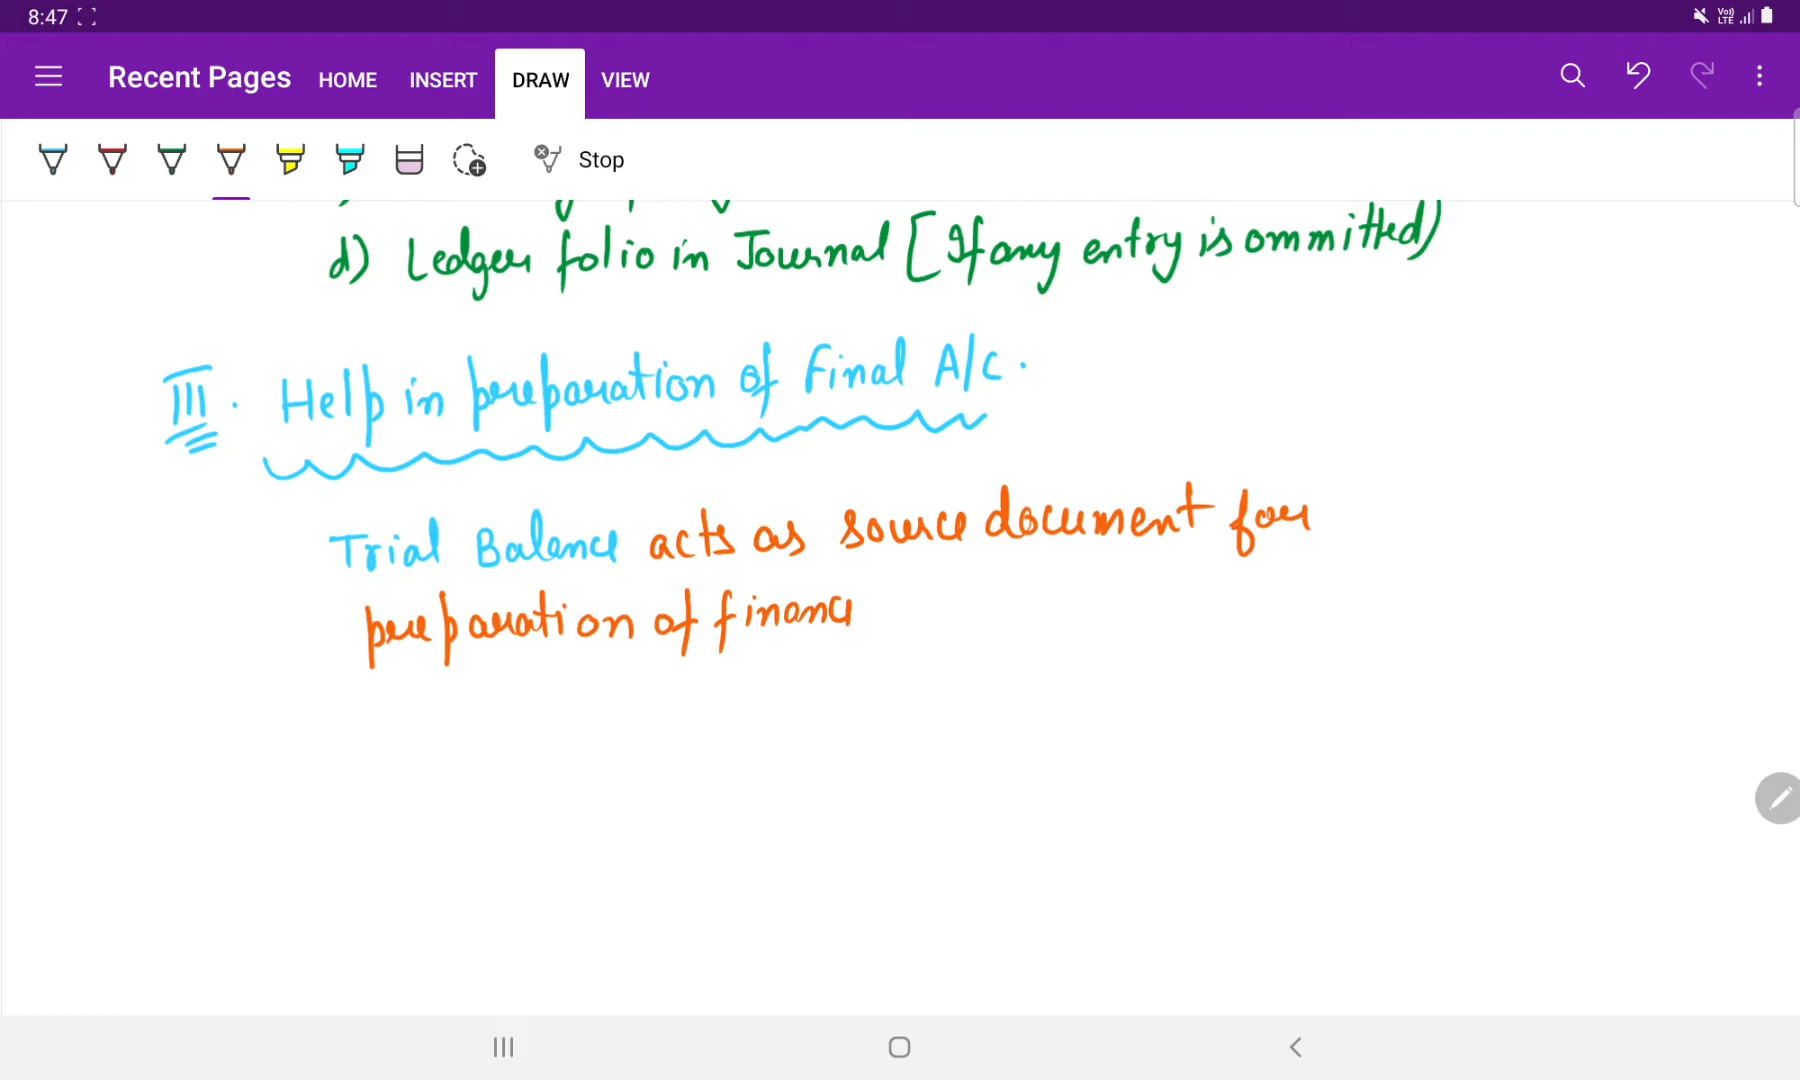 8:47
Recent Pages HOME INSERT DRAW VIEW
Stop
d) Ledger folio in Journal [If any entry is ommitted)
III. Help in preparation of Final A/C.
Trial Balance acts as source document for
preparation of financ